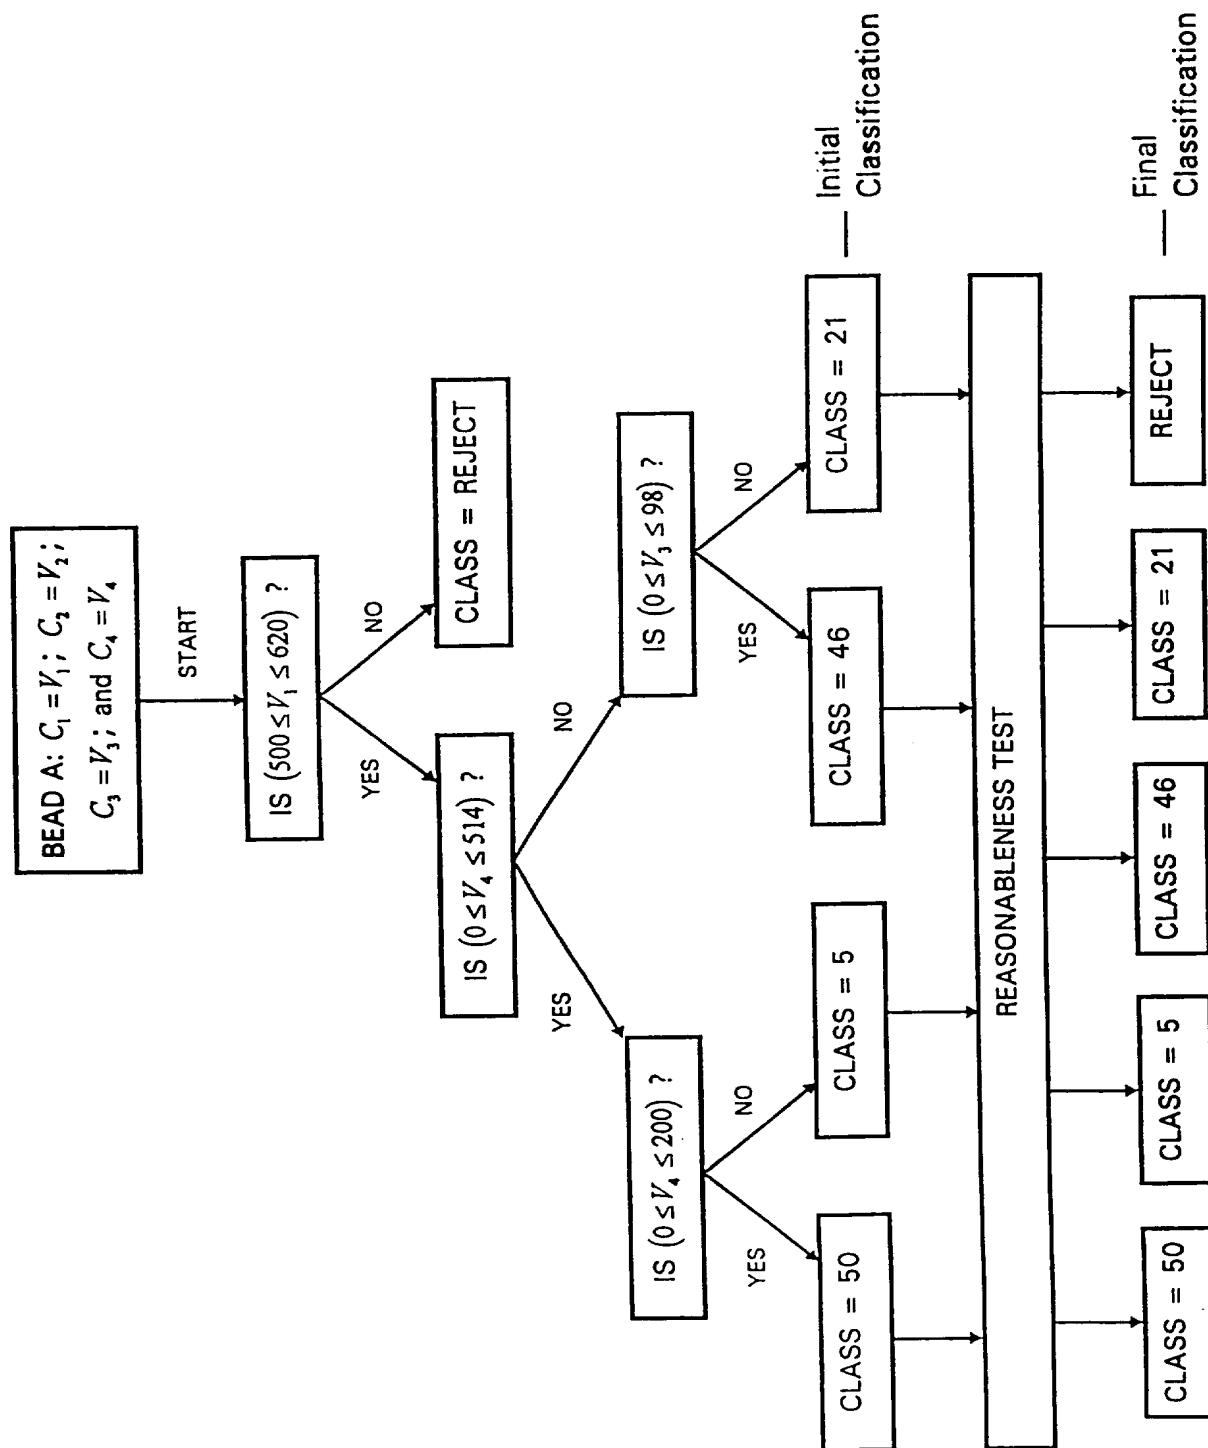 BEAD A: C₁ = V₁; C₂ = V₂;
C₃ = V₃; and C₄ = V₄
START
IS (500 ≤ V₁ ≤ 620) ?
YES
NO
IS (0 ≤ V₄ ≤ 514) ?
CLASS = REJECT
YES
NO
IS (0 ≤ V₄ ≤ 200) ?
IS (0 ≤ V₃ ≤ 98) ?
YES
NO
YES
NO
CLASS = 50
CLASS = 5
CLASS = 46
CLASS = 21
Initial
Classification
REASONABLENESS TEST
CLASS = 50
CLASS = 5
CLASS = 46
CLASS = 21
REJECT
Final
Classification